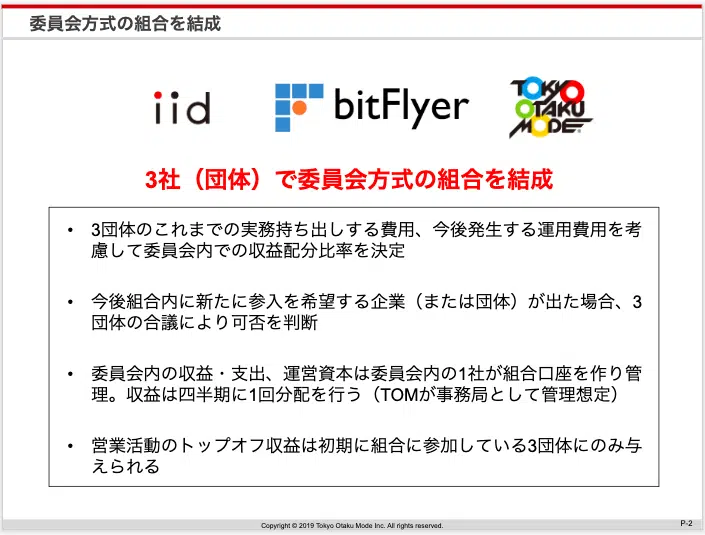 委員会方式の組合を結成
iid
bitFlyer
TOKYO
OTAKU
MODE
3社（団体）で委員会方式の組合を結成
• 3団体のこれまでの実務持ち出しする費用、今後発生する運用費用を考
慮して委員会内での収益配分比率を決定
• 今後組合内に新たに参入を希望する企業（または団体）が出た場合、3
団体の合議により可否を判断
• 委員会内の収益・支出、運営資本は委員会内の1社が組合口座を作り管
理。収益は四半期に1回分配を行う（TOMが事務局として管理想定）
• 営業活動のトップオフ収益は初期に組合に参加している3団体にのみ与
えられる
Copyright © 2019 Tokyo Otaku Mode Inc. All rights reserved.
P-2